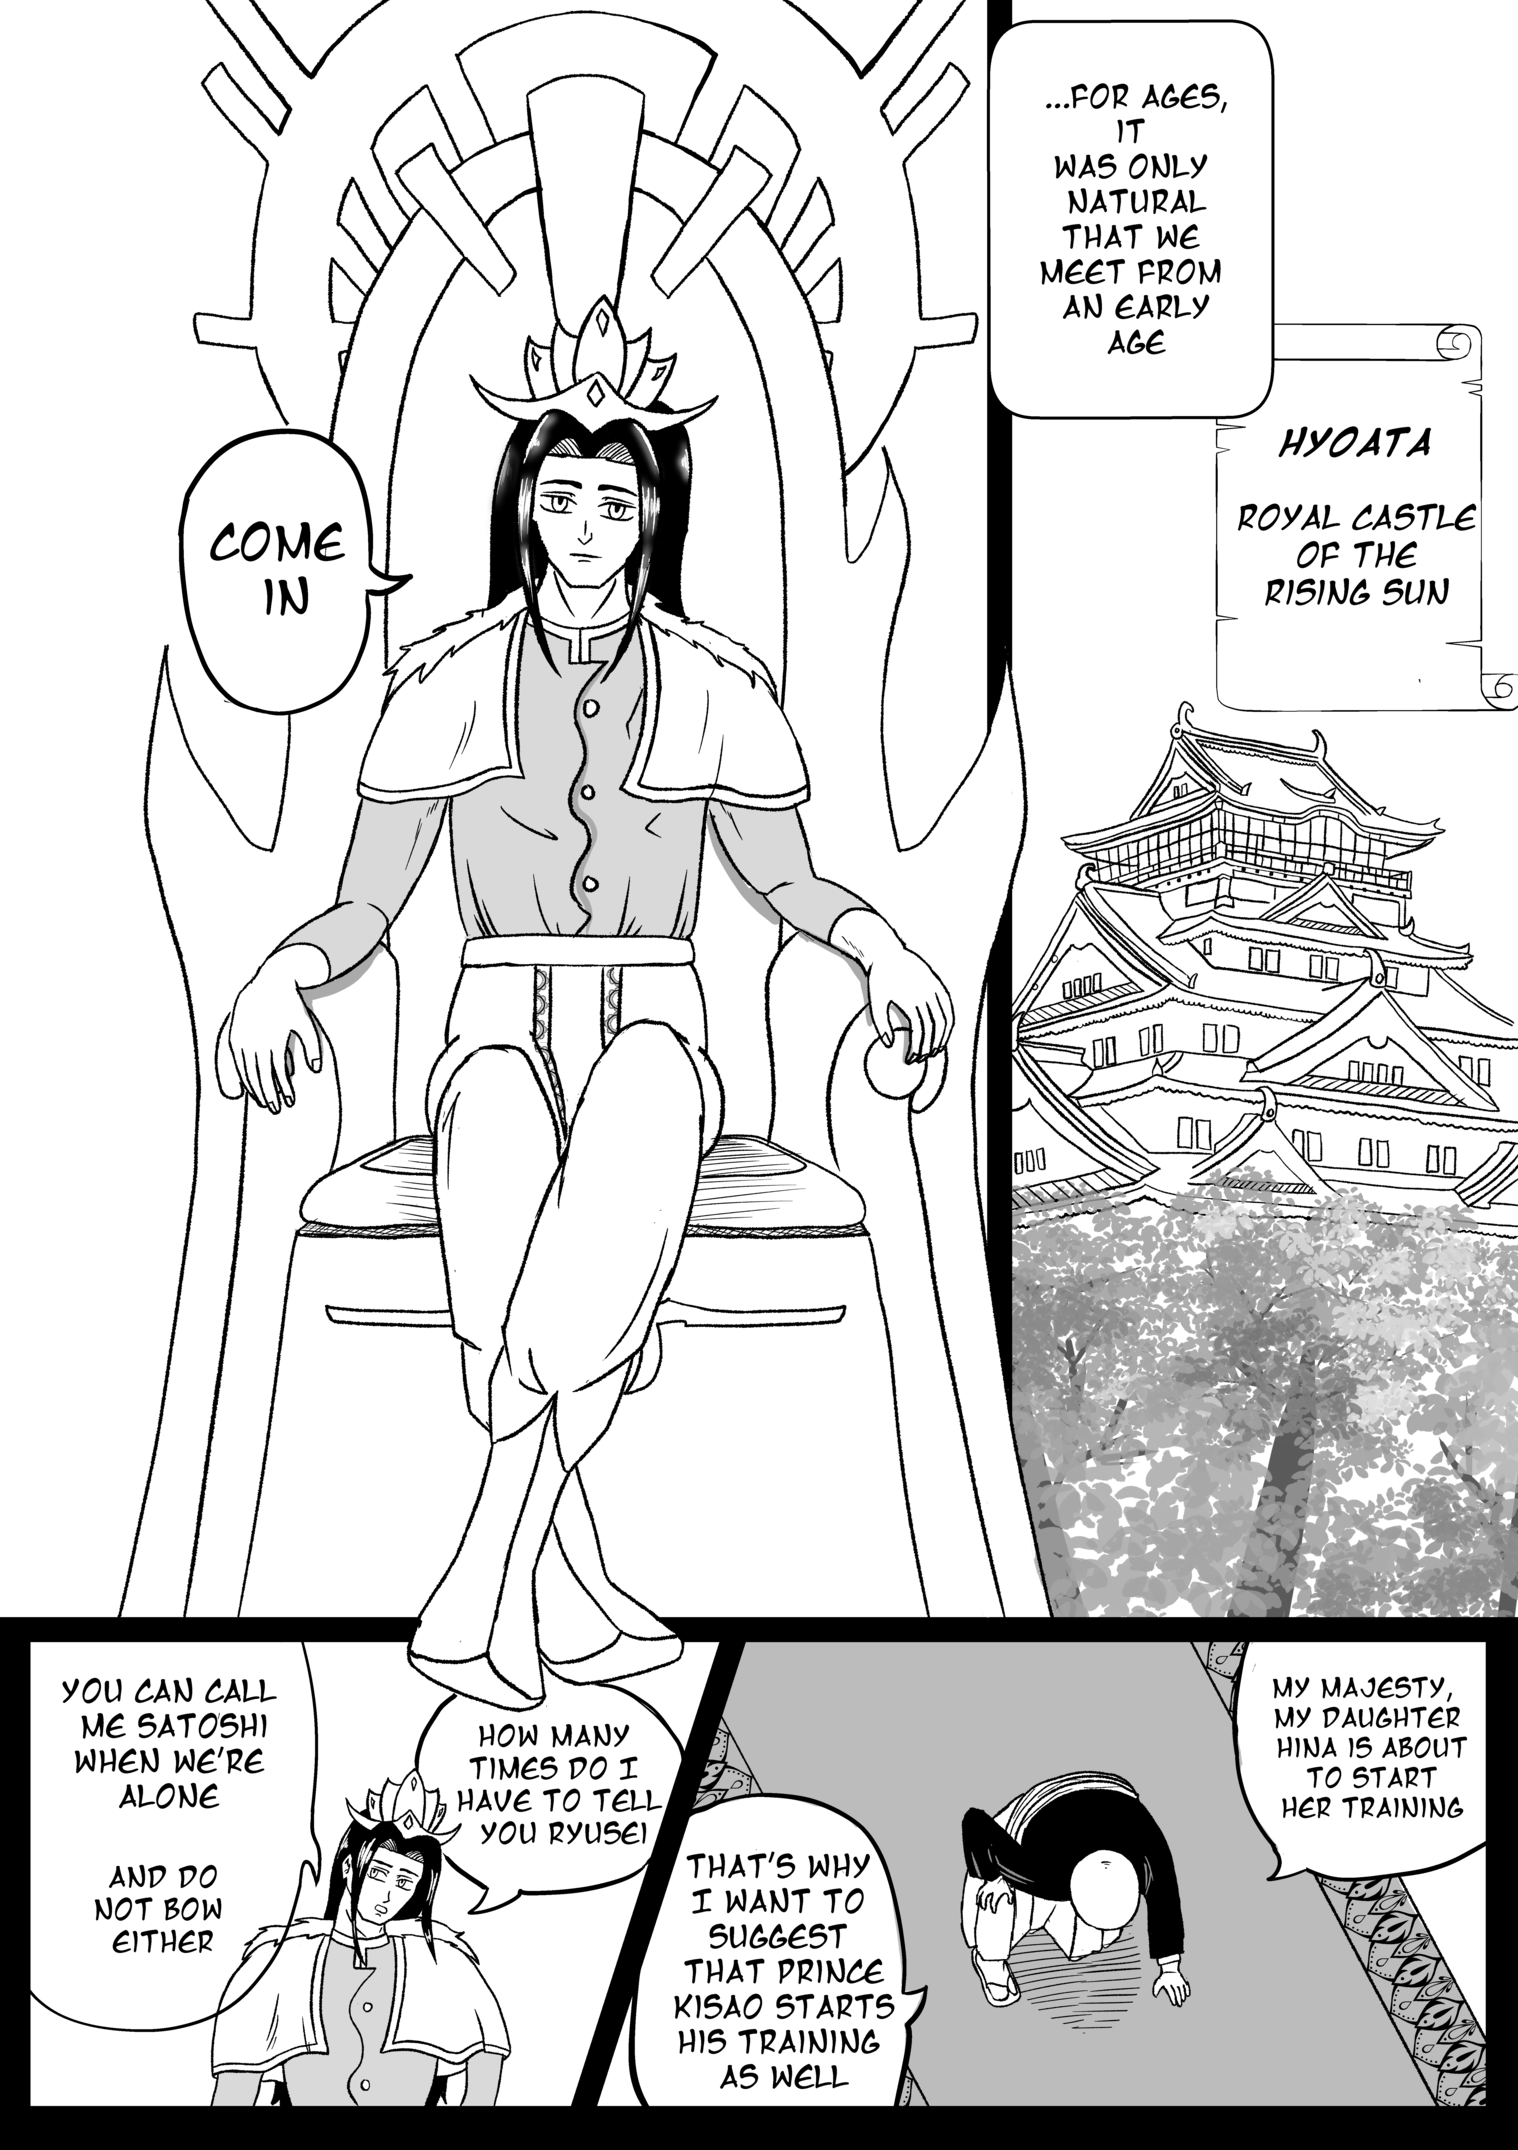 ...FOR AGES,
IT
WAS ONLY
NATURAL
THAT WE
MEET FROM
AN EARLY
AGE
HYOATA
ROYAL CASTLE
OF THE
RISING SUN
COME
IN
MY MAJESTY,
MY DAUGHTER
HINA IS ABOUT
TO START
HER TRAINING
THAT'S WHY
I WANT TO
SUGGEST
THAT PRINCE
KISAO STARTS
HIS TRAINING
AS WELL
HOW MANY
TIMES DO I
HAVE TO TELL
YOU RYUSEI
YOU CAN CALL
ME SATOSHI
WHEN WE'RE
ALONE
AND DO
NOT BOW
EITHER